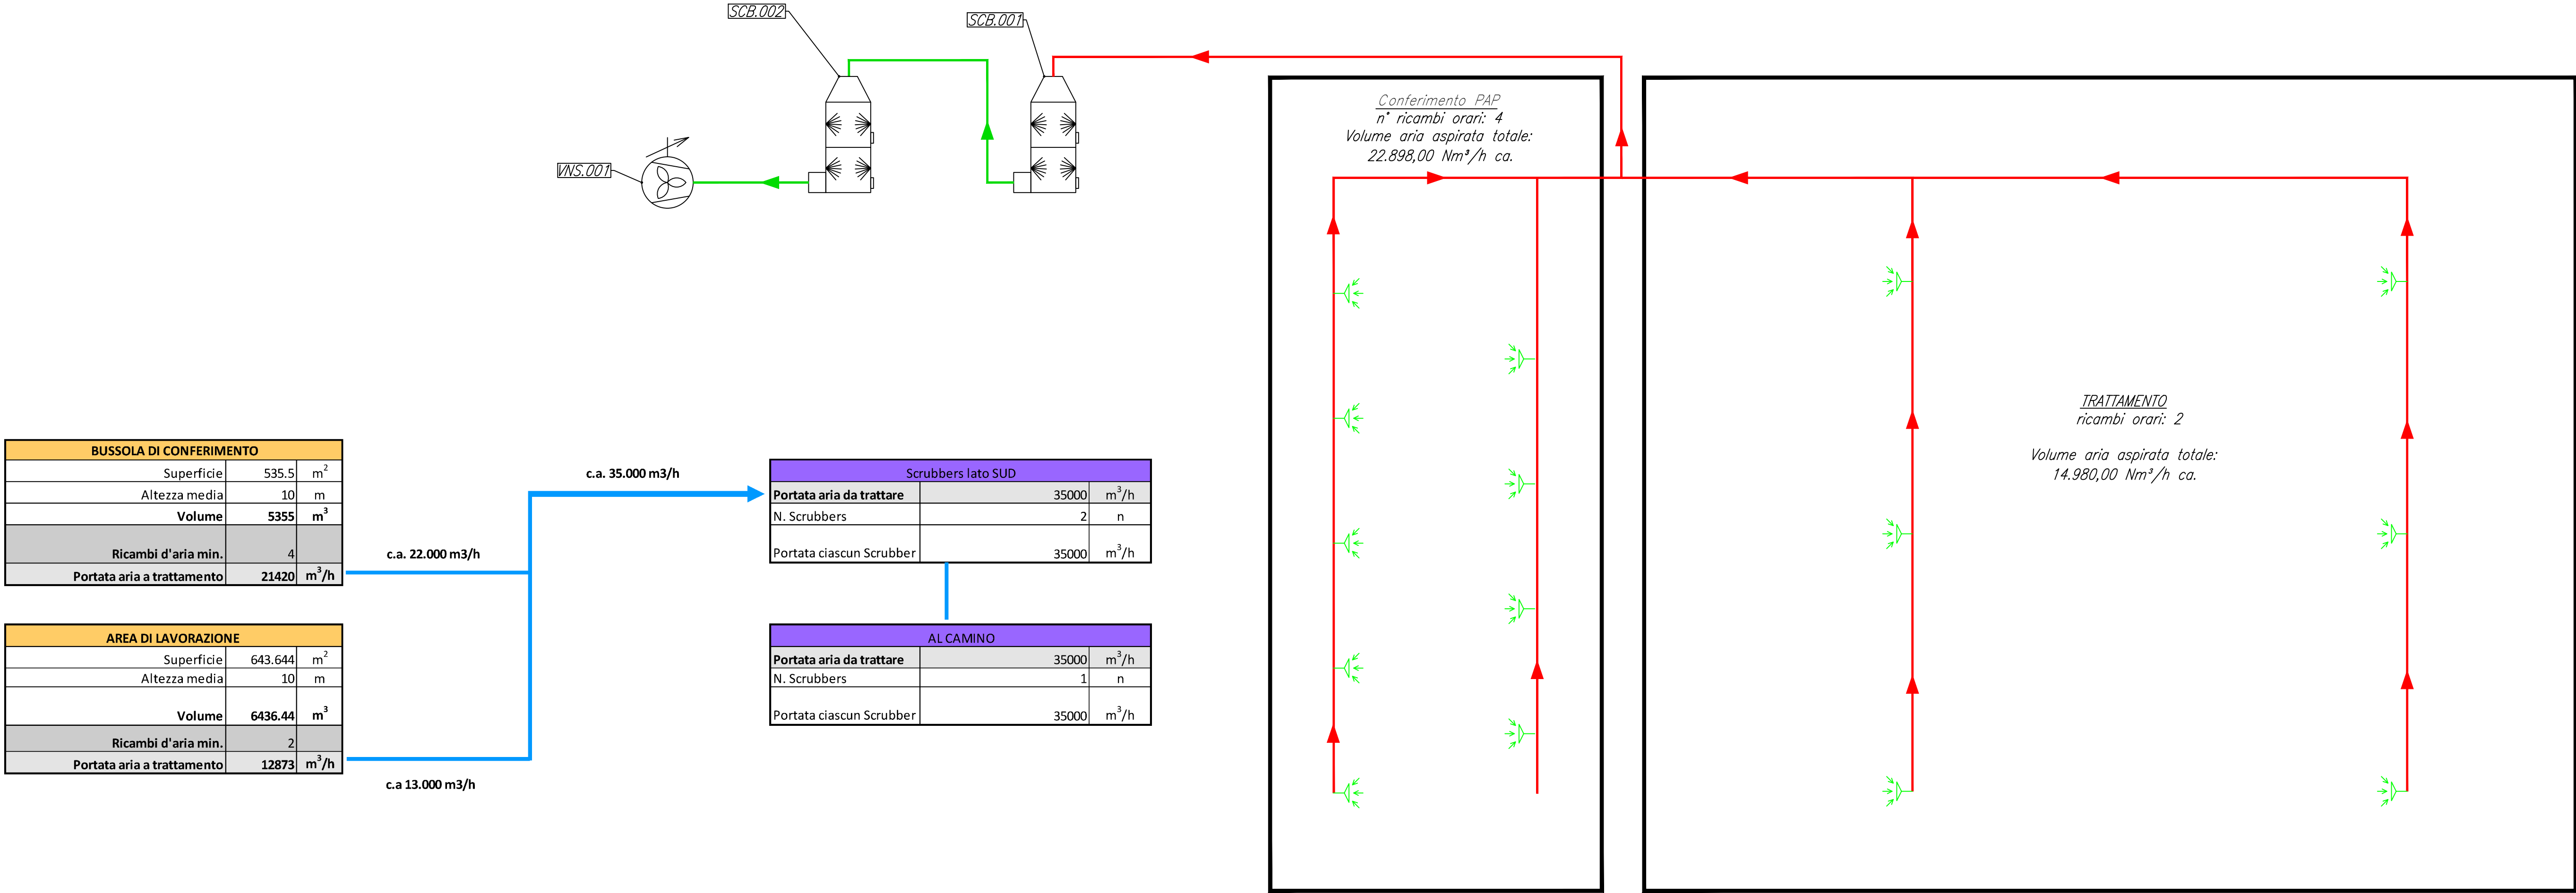 SCB.002
SCB.001
VNS.001
Conferimento PAP
n° ricambi orari: 4
Volume aria aspirata totale:
22.898,00 Nm³/h ca.
TRATTAMENTO
ricambi orari: 2
Volume aria aspirata totale:
14.980,00 Nm³/h ca.
BUSSOLA DI CONFERIMENTO
Superficie 535.5 m²
Altezza media 10 m
Volume 5355 m³
Ricambi d'aria min. 4
Portata aria a trattamento 21420 m³/h
c.a. 22.000 m3/h
c.a. 35.000 m3/h
Scrubbers lato SUD
Portata aria da trattare 35000 m³/h
N. Scrubbers 2 n
Portata ciascun Scrubber 35000 m³/h
AREA DI LAVORAZIONE
Superficie 643.644 m²
Altezza media 10 m
Volume 6436.44 m³
Ricambi d'aria min. 2
Portata aria a trattamento 12873 m³/h
c.a 13.000 m3/h
AL CAMINO
Portata aria da trattare 35000 m³/h
N. Scrubbers 1 n
Portata ciascun Scrubber 35000 m³/h